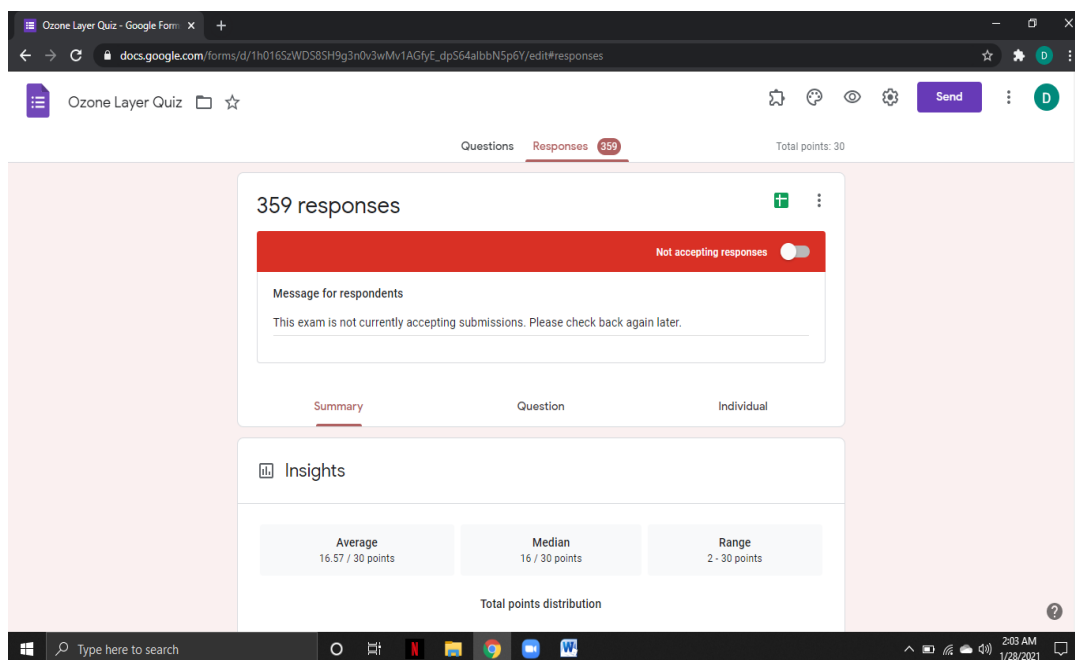 Ozone Layer Quiz - Google Form
docs.google.com/forms/d/1h016SzWDS8SH9g3n0v3wMv1AGfyE_dpS64albbN5p6Y/edit#responses
D
Ozone Layer Quiz
Send
D
Questions
Responses
359
Total points: 30
359 responses
Not accepting responses
Message for respondents
This exam is not currently accepting submissions. Please check back again later.
Summary
Question
Individual
Insights
Average
16.57 / 30 points
Median
16 / 30 points
Range
2 - 30 points
Total points distribution
Type here to search
N
W
2:03 AM
1/28/2021